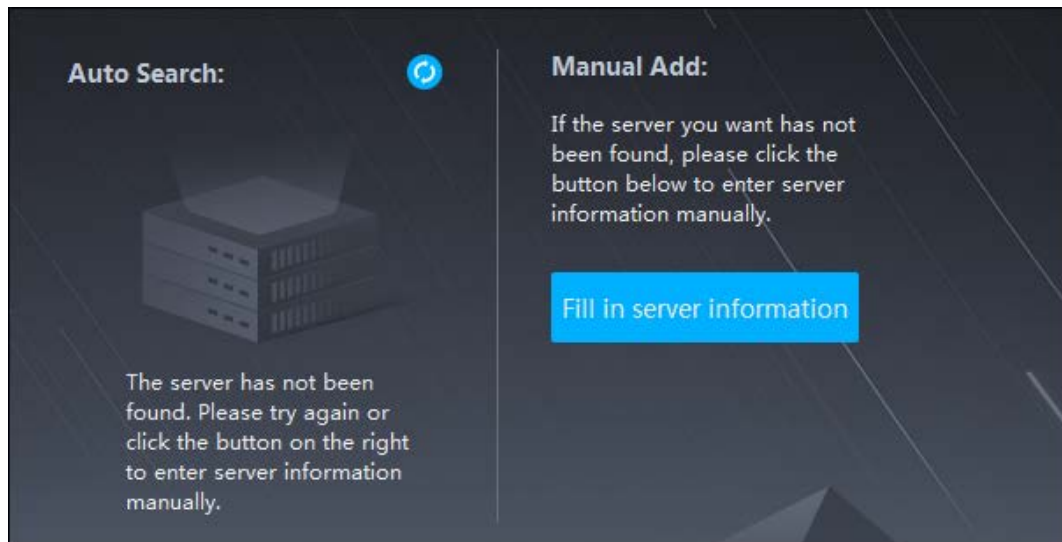 Auto Search:
The server has not been
found. Please try again or
click the button on the right
to enter server information
manually.
Manual Add:
If the server you want has not
been found, please click the
button below to enter server
information manually.
Fill in server information